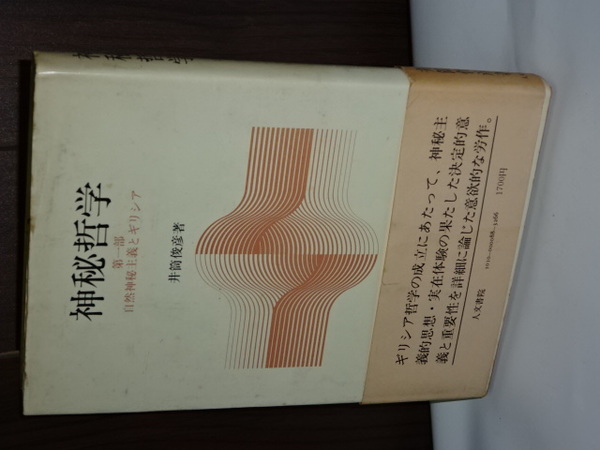 神秘哲学
第一部
自然神秘主義とギリシア
井筒俊彦著
ギリシア哲学の成立にあたって、神秘主
義的思想・実在体験の果たした決定的意
義と重要性を詳細に論じた意欲的な労作。
人文書院
1700円
神秘哲学